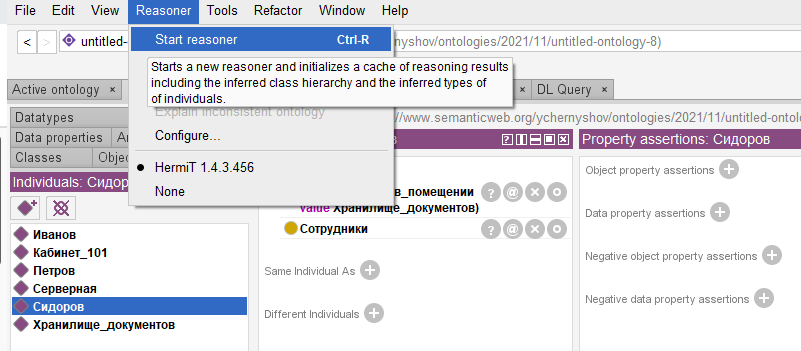 File Edit View Reasoner Tools Refactor Window Help
Start reasoner Ctrl-R
untitled-
nyshov/ontologies/2021/11/untitled-ontology-8)
Starts a new reasoner and initializes a cache of reasoning results
including the inferred class hierarchy and the inferred types of
of individuals.
Active ontology × × DL Query ×
Explain inconsistent ontology
Datatypes
://www.semanticweb.org/ychernyshov/ontologies/2021/11/untitled-onto
Data properties An
Configure...
Classes Objec
Individuals: Сидоро
HermiT 1.4.3.456
None
Property assertions: Сидоров
Иванов
Кабинет_101
Петров
Серверная
Сидоров
Хранилище_документов
в_помещении
value Хранилище_документов)
Сотрудники
Same Individual As
Different Individuals
Object property assertions
Data property assertions
Negative object property assertions
Negative data property assertions